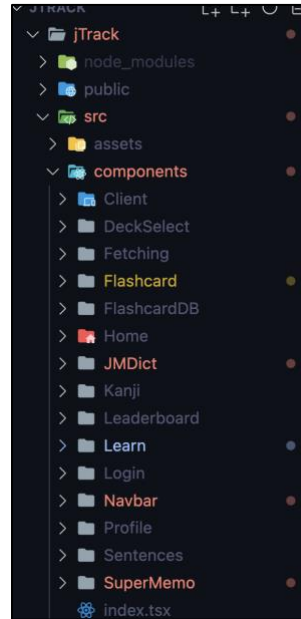 JTRACK
jTrack
node_modules
public
src
assets
components
Client
DeckSelect
Fetching
Flashcard
FlashcardDB
Home
JMDict
Kanji
Leaderboard
Learn
Login
Navbar
Profile
Sentences
SuperMemo
index.tsx